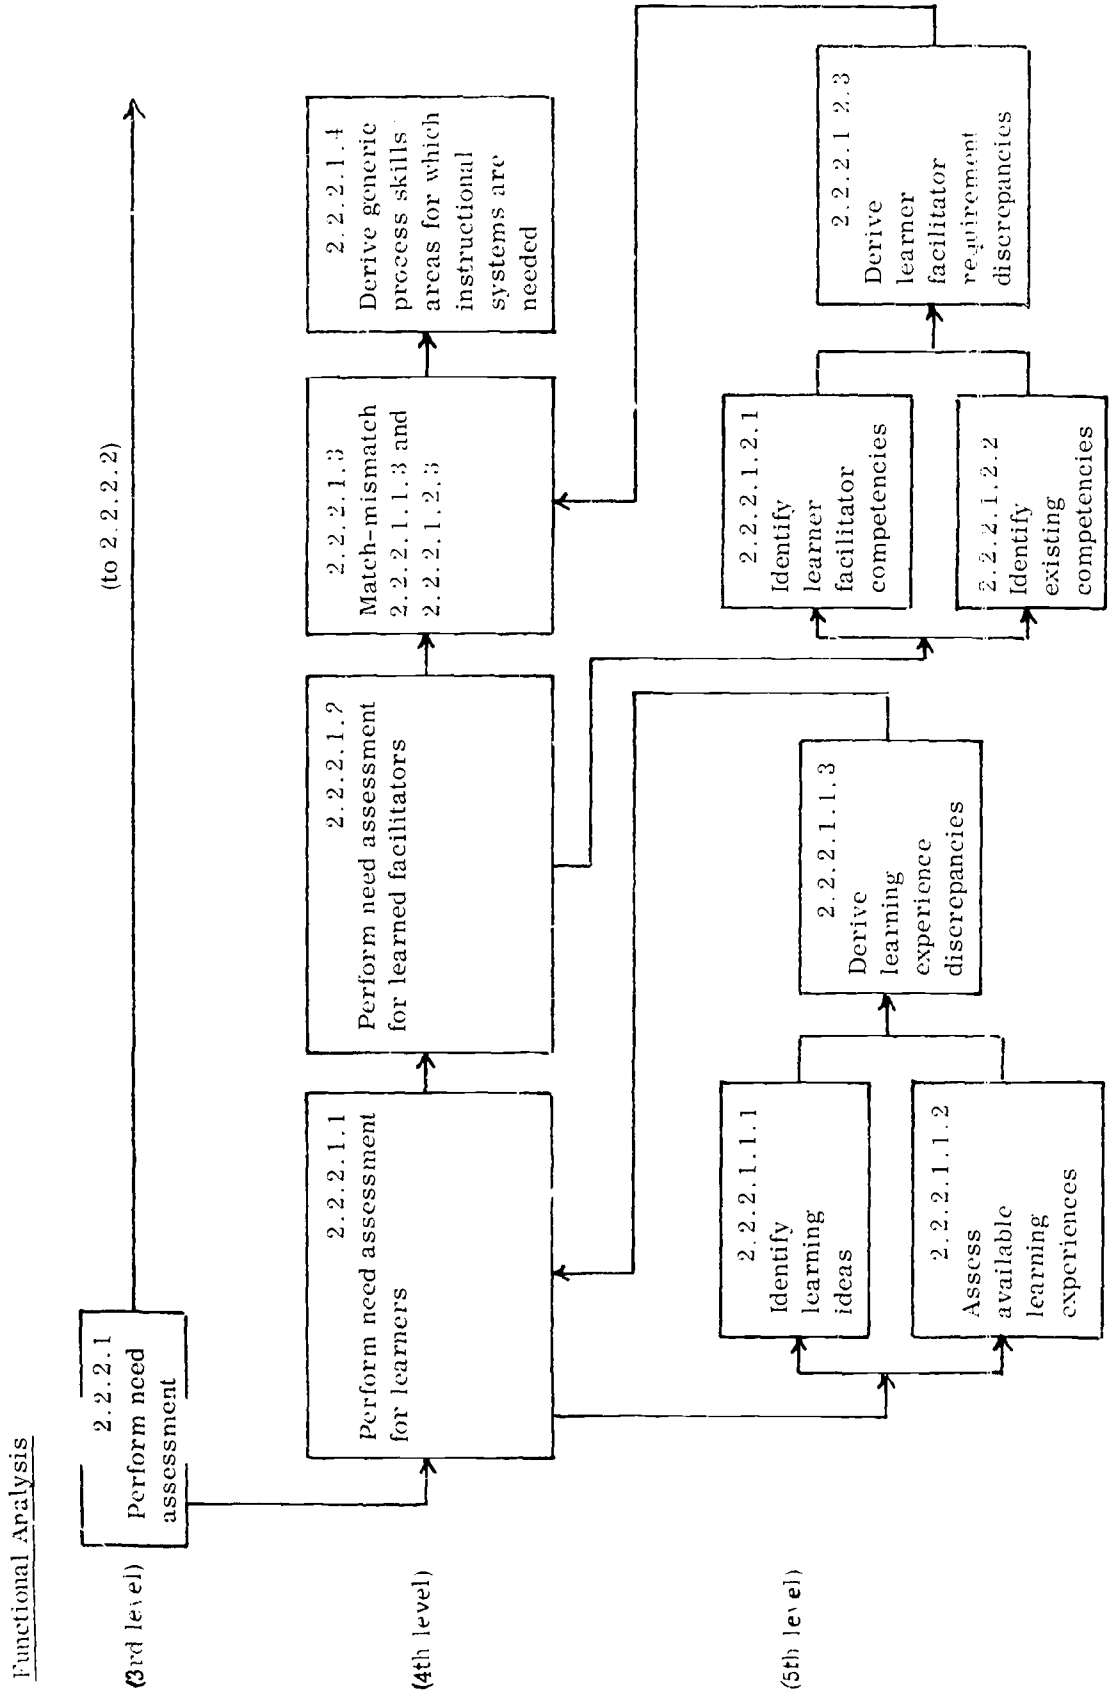 Functional Analysis
(3rd level)
2.2.2.1
Perform need
assessment
(to 2.2.2.2)
(4th level)
2.2.2.1.1
Perform need assessment
for learners
2.2.2.1.2
Perform need assessment
for learned facilitators
2.2.2.1.3
Match-mismatch
2.2.2.1.1.3 and
2.2.2.1.2.3
2.2.2.1.4
Derive generic
process skills
areas for which
instructional
systems are
needed
(5th level)
2.2.2.1.1.1
Identify
learning
ideas
2.2.2.1.1.2
Assess
available
learning
experiences
2.2.2.1.1.3
Derive
learning
experience
discrepancies
2.2.2.1.2.1
Identify
learner
facilitator
competencies
2.2.2.1.2.2
Identify
existing
competencies
2.2.2.1 2.3
Derive
learner
facilitator
requirement
discrepancies